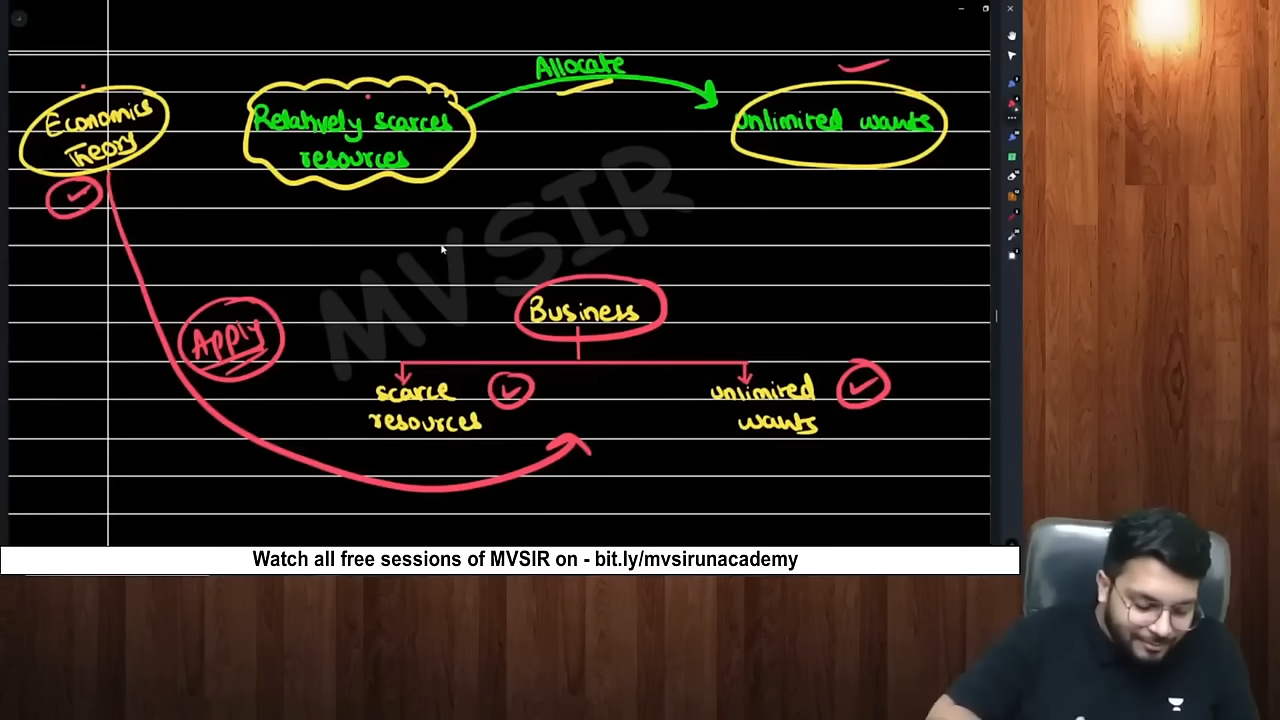 Allocate
Economics
Theory
Relatively scarces
resources
unlimited wants
MVSIR
Business
Apply
scarce
resources
unlimited
wants
Watch all free sessions of MVSIR on - bit.ly/mvsirunacademy